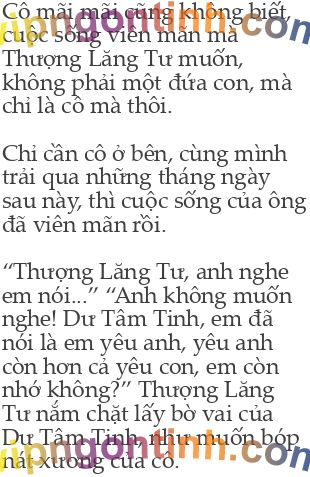 Cô mãi mãi cũng không biết,
cuộc sống viên mãn mà
Thượng Lăng Tư muốn,
không phải một đứa con, mà
chỉ là cô mà thôi.
Chỉ cần cô ở bên, cùng mình
trải qua những tháng ngày
sau này, thì cuộc sống của ông
đã viên mãn rồi.
“Thượng Lăng Tư, anh nghe
em nói...” “Anh không muốn
nghe! Dư Tâm Tinh, em đã
nói là em yêu anh, yêu anh
còn hơn cả yêu con, em còn
nhớ không?” Thượng Lăng
Tư nắm chặt lấy bờ vai của
Dư Tâm Tinh, như muốn bóp
nát xương của cô.
vipngontinh.com
vipngontinh.com